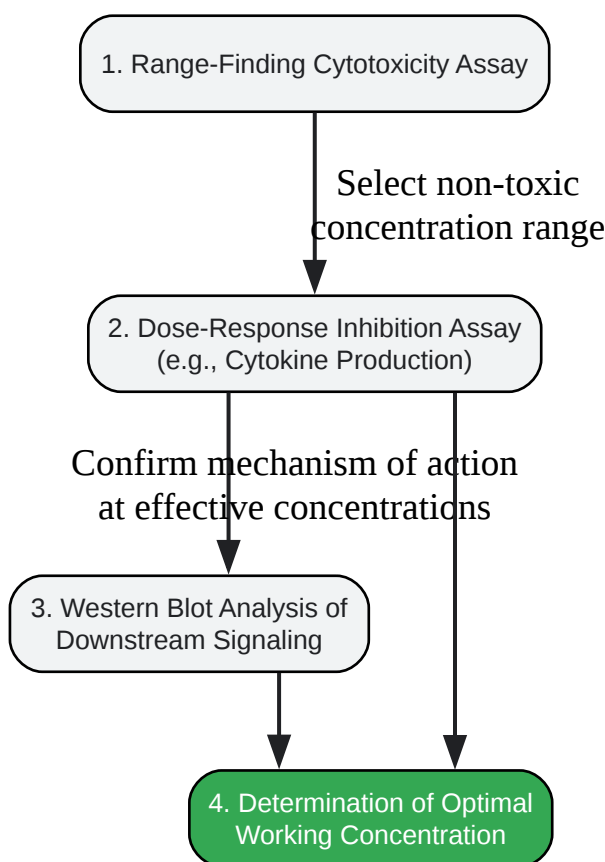 1. Range-Finding Cytotoxicity Assay
Select non-toxic
concentration range
2. Dose-Response Inhibition Assay
(e.g., Cytokine Production)
Confirm mechanism of action
at effective concentrations
3. Western Blot Analysis of
Downstream Signaling
4. Determination of Optimal
Working Concentration